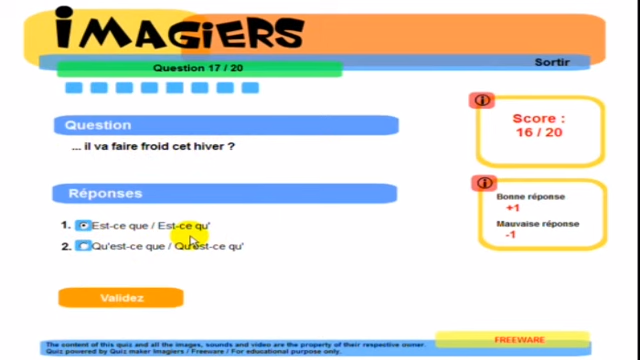 iMAGiERS
Sortir
Question 17 / 20
Question
... il va faire froid cet hiver ?
Score :
16 / 20
Réponses
Bonne réponse
+1
Mauvaise réponse
-1
1. Est-ce que / Est-ce qu'
2. Qu'est-ce que / Qu'est-ce qu'
Validez
FREEWARE
The content of this quiz and all the images, sounds and video are the property of their respective owner.
Quiz powered by Quiz maker Imagiers / Freeware / For educational purpose only.